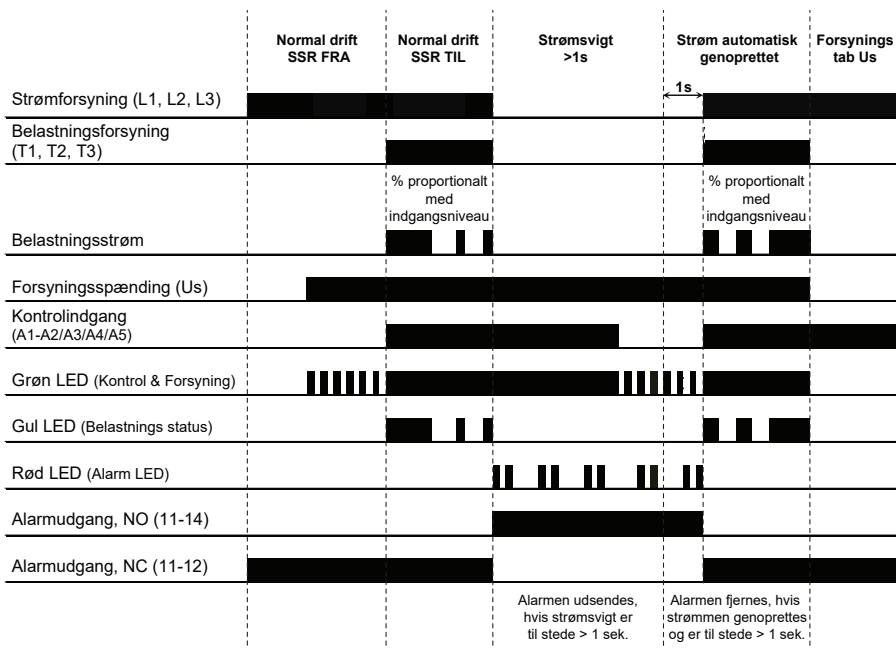 Normal drift
SSR FRA
Normal drift
SSR TIL
Strømsvigt
>1s
Strøm automatisk
genoprettet
Forsynings
tab Us
1s
Strømforsyning (L1, L2, L3)
Belastningsforsyning
(T1, T2, T3)
% proportionalt
med
indgangsniveau
% proportionalt
med
indgangsniveau
Belastningsstrøm
Forsyningsspænding (Us)
Kontrolindgang
(A1-A2/A3/A4/A5)
Grøn LED (Kontrol & Forsyning)
Gul LED (Belastnings status)
Rød LED (Alarm LED)
Alarmudgang, NO (11-14)
Alarmudgang, NC (11-12)
Alarmen udsendes,
hvis strømsvigt er
til stede > 1 sek.
Alarmen fjernes, hvis
strømmen genoprettes
og er til stede > 1 sek.